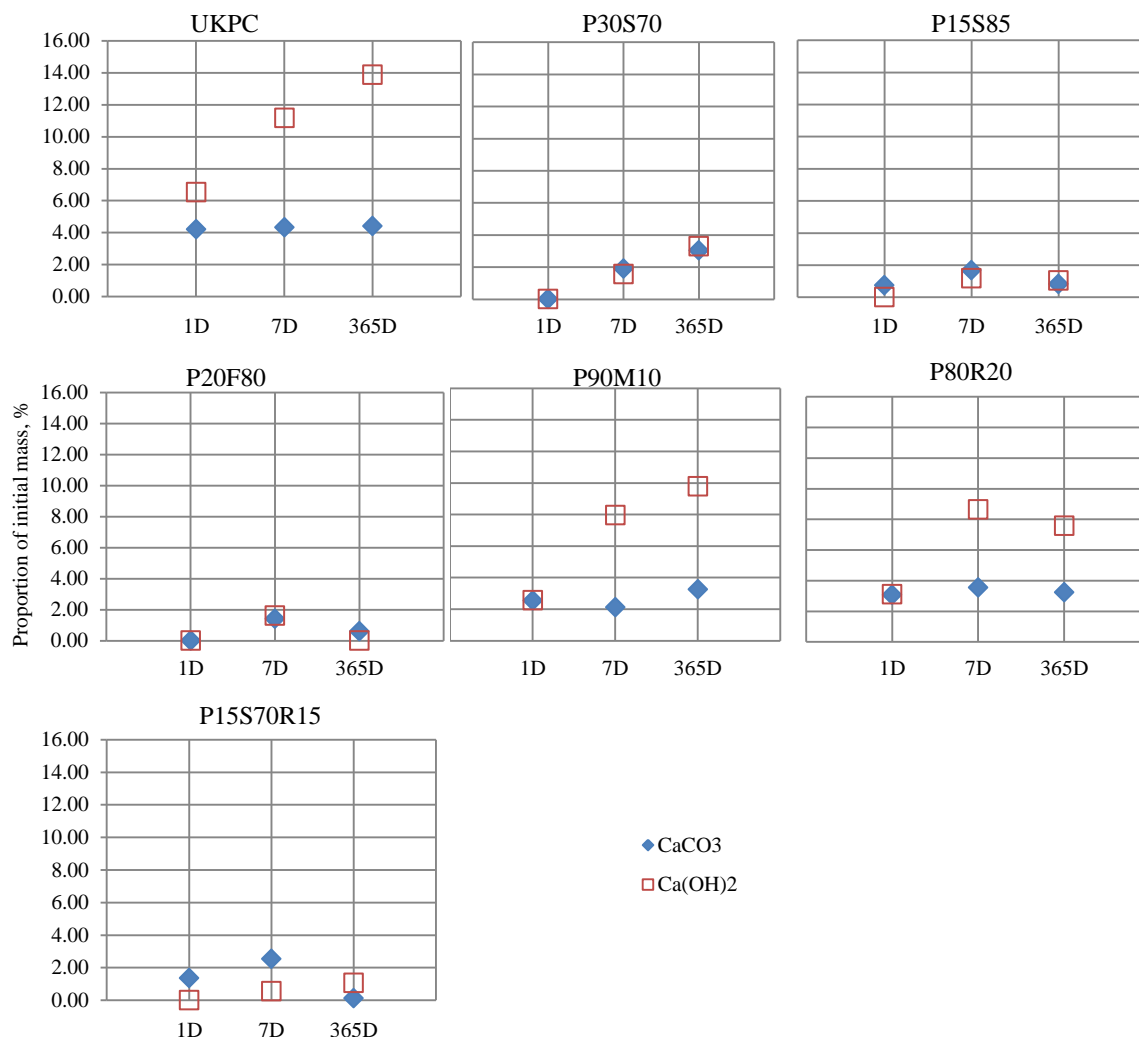 UKPC
P30S70
P15S85
16.00
14.00
12.00
10.00
8.00
6.00
4.00
2.00
0.00
1D 7D 365D
1D 7D 365D
1D 7D 365D
Proportion of initial mass, %
P20F80
P90M10
P80R20
16.00
14.00
12.00
10.00
8.00
6.00
4.00
2.00
0.00
1D 7D 365D
1D 7D 365D
1D 7D 365D
P15S70R15
16.00
14.00
12.00
10.00
8.00
6.00
4.00
2.00
0.00
1D 7D 365D
CaCO3
Ca(OH)2